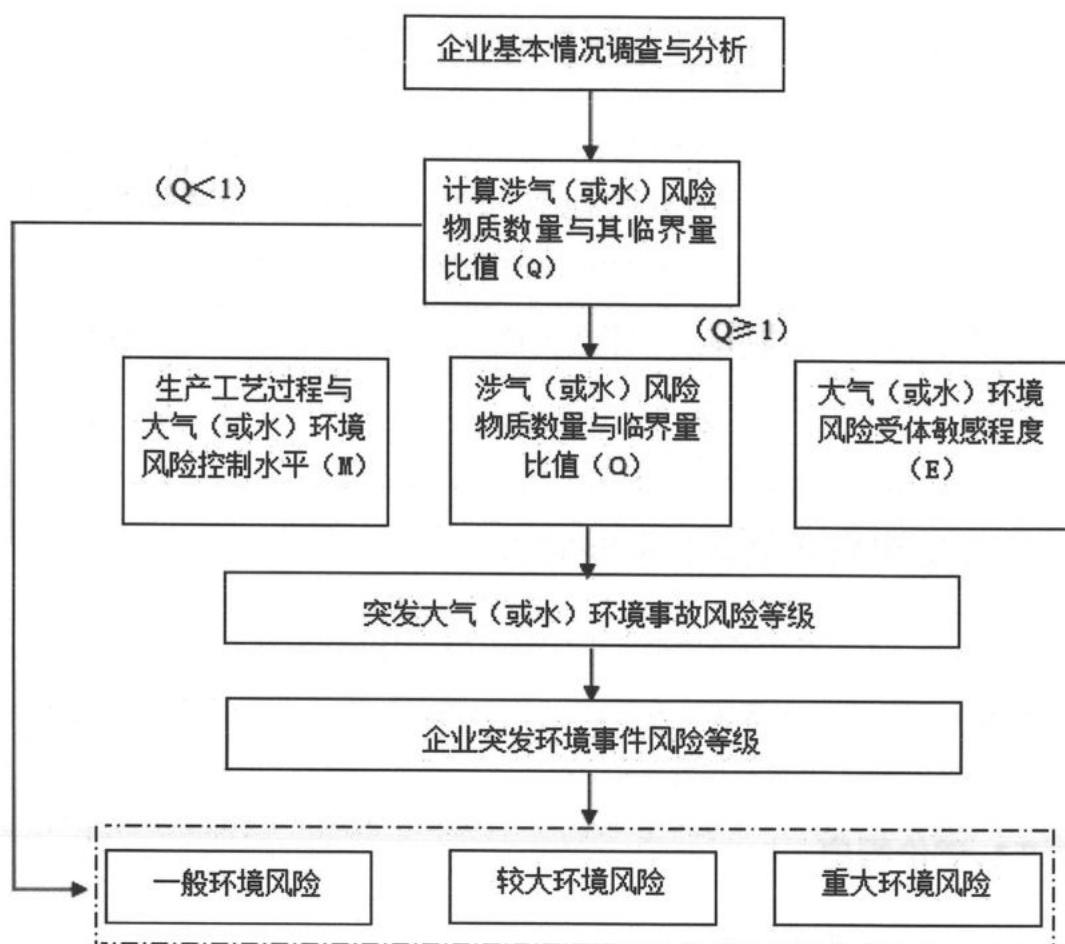 企业基本情况调查与分析
（Q＜1）
计算涉气（或水）风险
物质数量与其临界量
比值（Q）
（Q≥1）
生产工艺过程与
大气（或水）环境
风险控制水平（M）
涉气（或水）风险
物质数量与临界量
比值（Q）
大气（或水）环境
风险受体敏感程度
（E）
突发大气（或水）环境事故风险等级
企业突发环境事件风险等级
一般环境风险
较大环境风险
重大环境风险